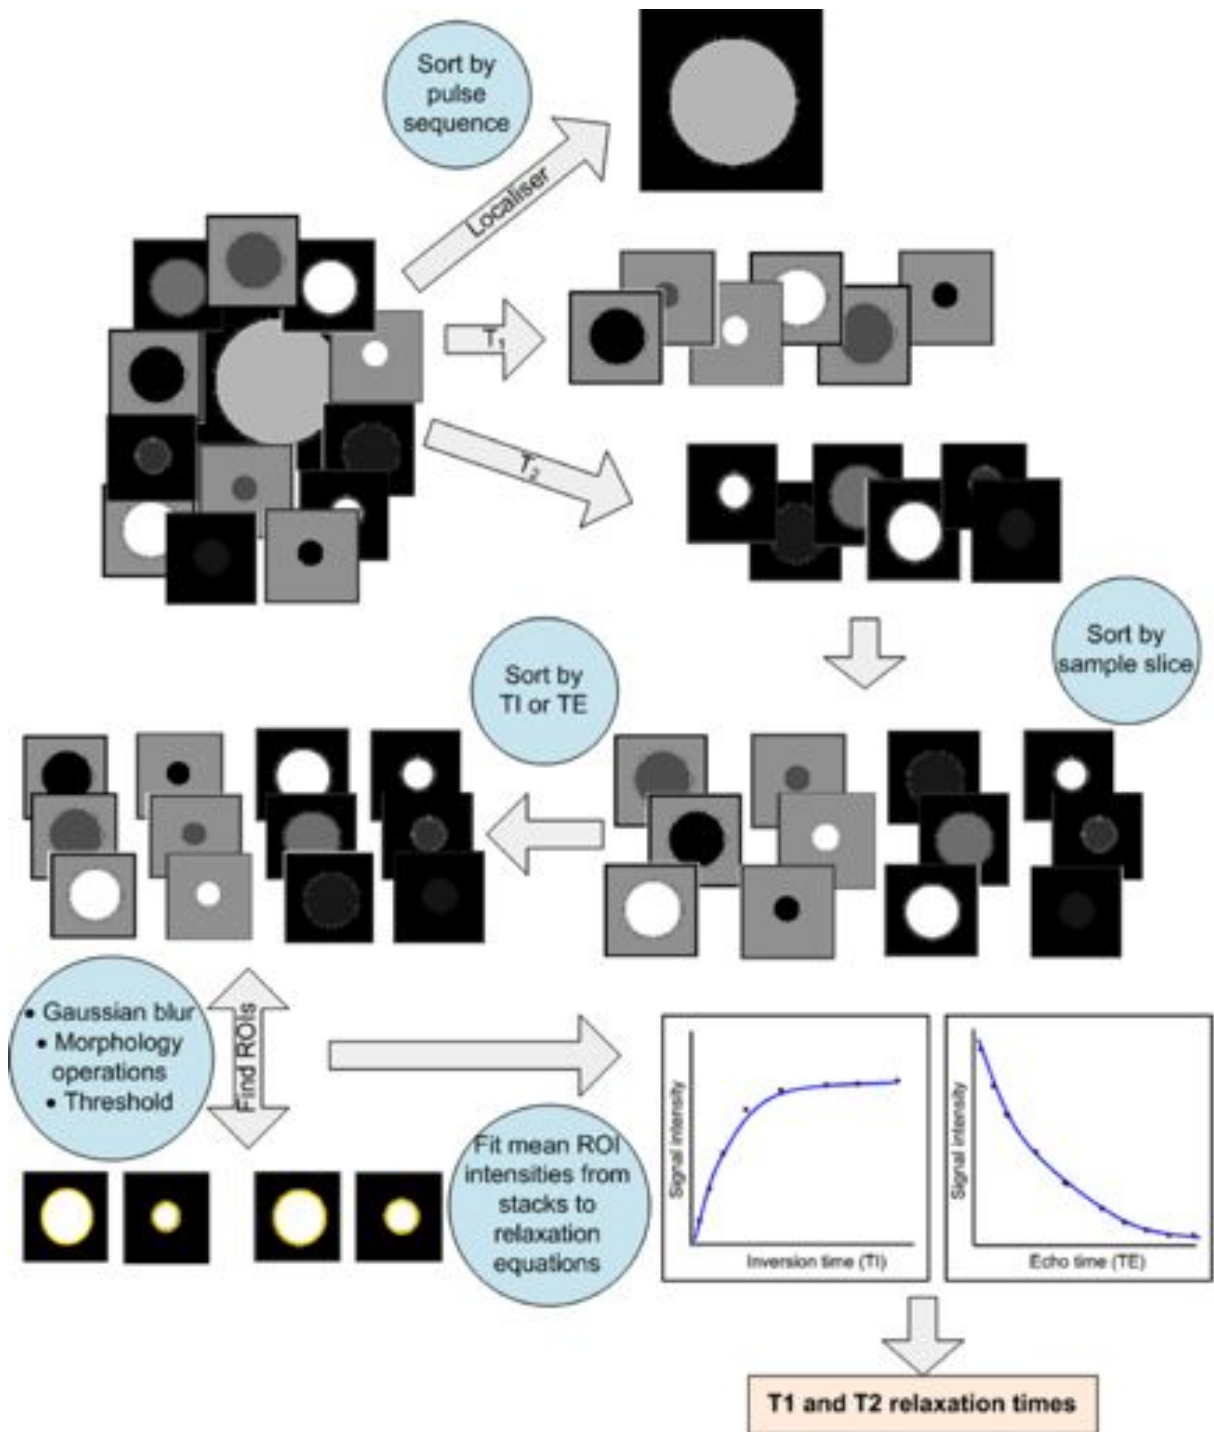 Sort by
pulse
sequence
Localiser
T1
T2
Sort by
sample slice
Sort by
TI or TE
• Gaussian blur
• Morphology
operations
• Threshold
Find ROIs
Fit mean ROI
intensities from
stacks to
relaxation
equations
Signal intensity
Inversion time (TI)
Signal intensity
Echo time (TE)
T1 and T2 relaxation times